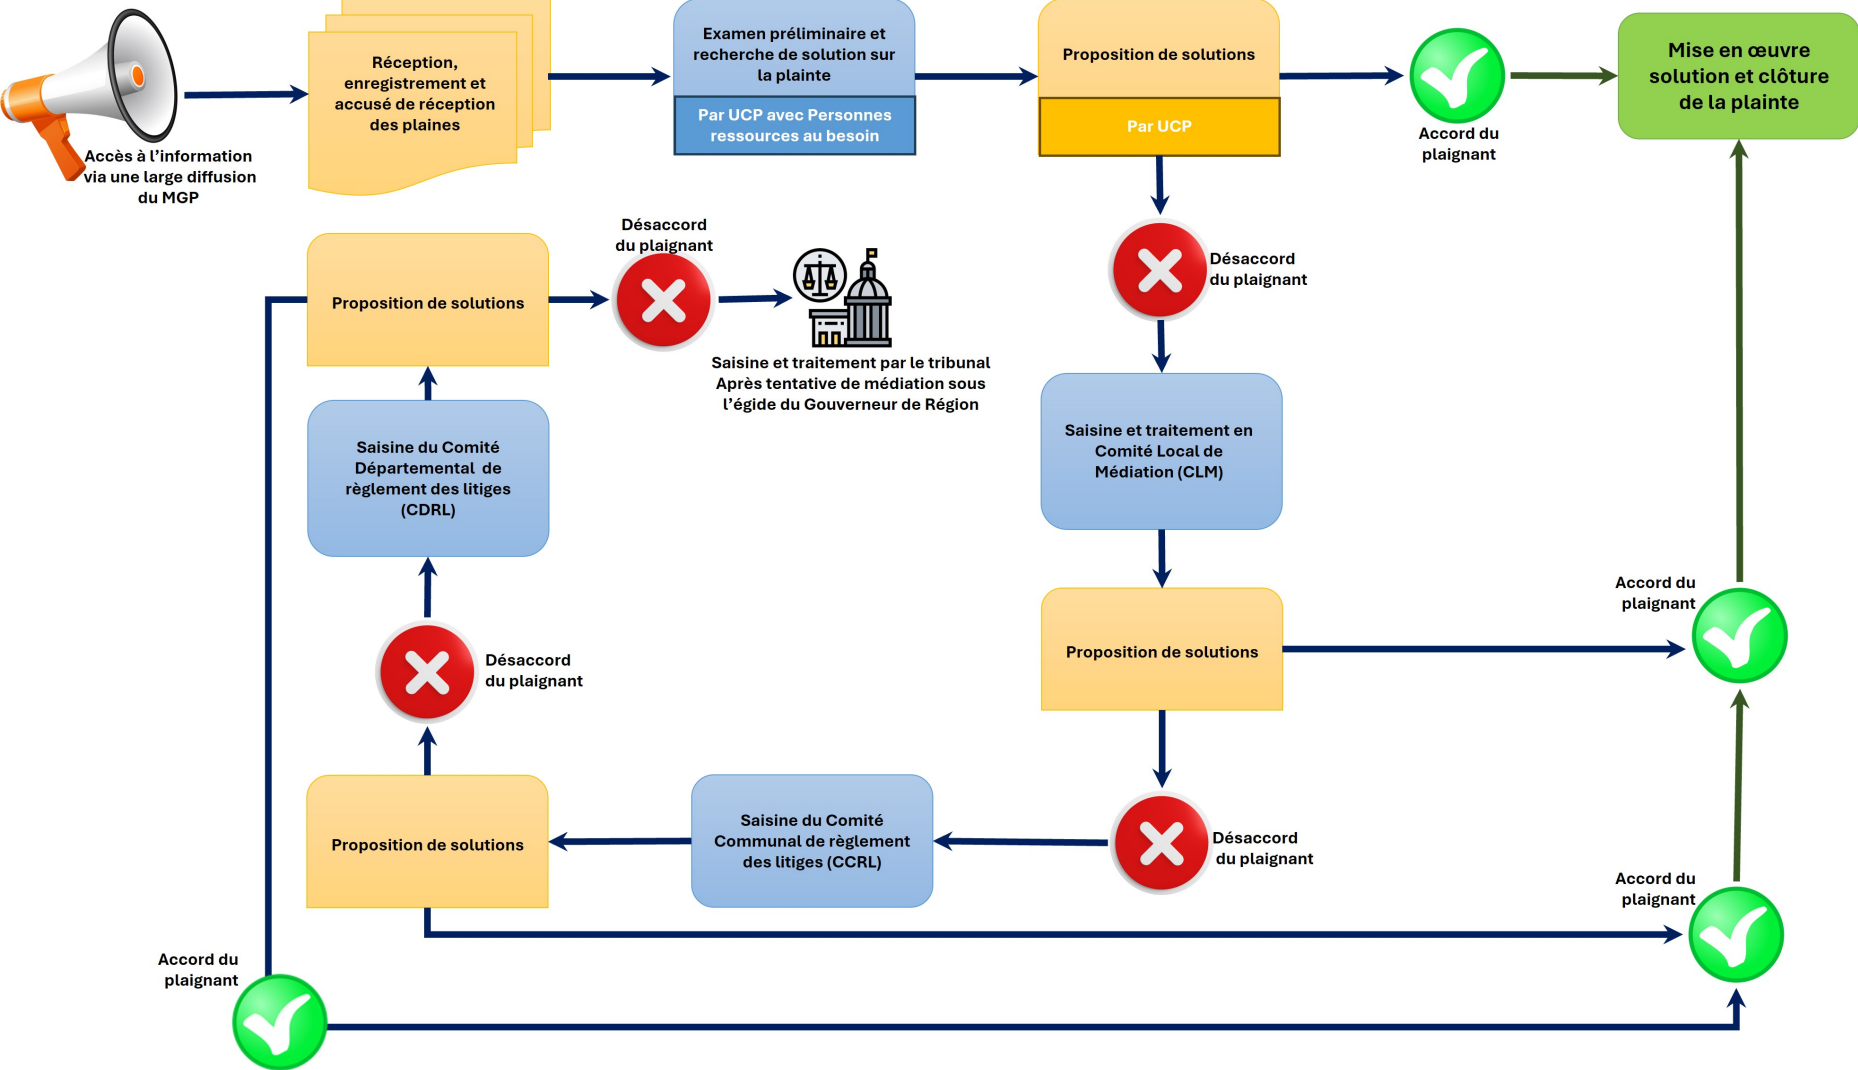 Accès à l’information
via une large diffusion
du MGP
Réception,
enregistrement et
accusé de réception
des plaines
Examen préliminaire et
recherche de solution sur
la plainte
Par UCP avec Personnes
ressources au besoin
Proposition de solutions
Par UCP
Accord du
plaignant
Mise en œuvre
solution et clôture
de la plainte
Désaccord
du plaignant
Saisine et traitement en
Comité Local de
Médiation (CLM)
Proposition de solutions
Accord du
plaignant
Désaccord
du plaignant
Saisine du Comité
Communal de règlement
des litiges (CCRL)
Proposition de solutions
Accord du
plaignant
Désaccord
du plaignant
Saisine du Comité
Départemental de
règlement des litiges
(CDRL)
Proposition de solutions
Désaccord
du plaignant
Saisine et traitement par le tribunal
Après tentative de médiation sous
l’égide du Gouverneur de Région
Accord du
plaignant